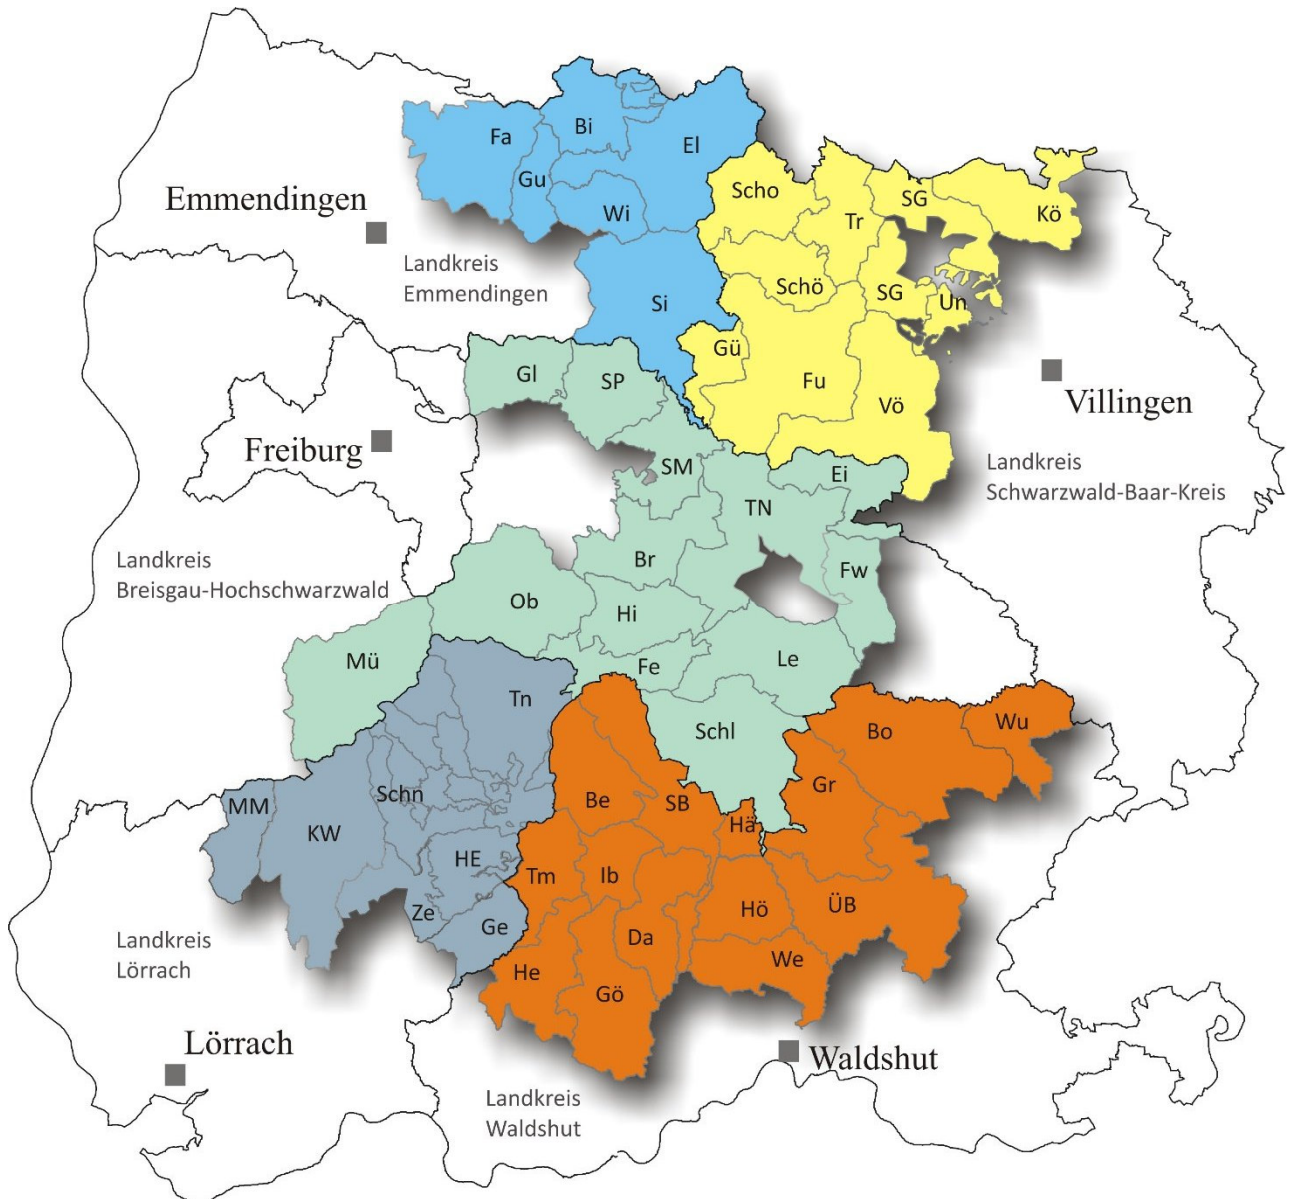 Fa
Bi
El
Gu
Wi
Scho
SG
Kö
Tr
Emmendingen
Landkreis
Emmendingen
Si
Schö
SG
Un
Gü
Fu
Vö
Villingen
Gl
SP
Freiburg
SM
Ei
Landkreis
Schwarzwald-Baar-Kreis
TN
Landkreis
Breisgau-Hochschwarzwald
Br
Fw
Ob
Hi
Mü
Fe
Le
Tn
Schl
Bo
Wu
MM
Schn
KW
Be
SB
Hä
Gr
HE
Tm
Ib
Ze
Ge
Hö
ÜB
Landkreis
Lörrach
Da
We
He
Gö
Lörrach
Waldshut
Landkreis
Waldshut